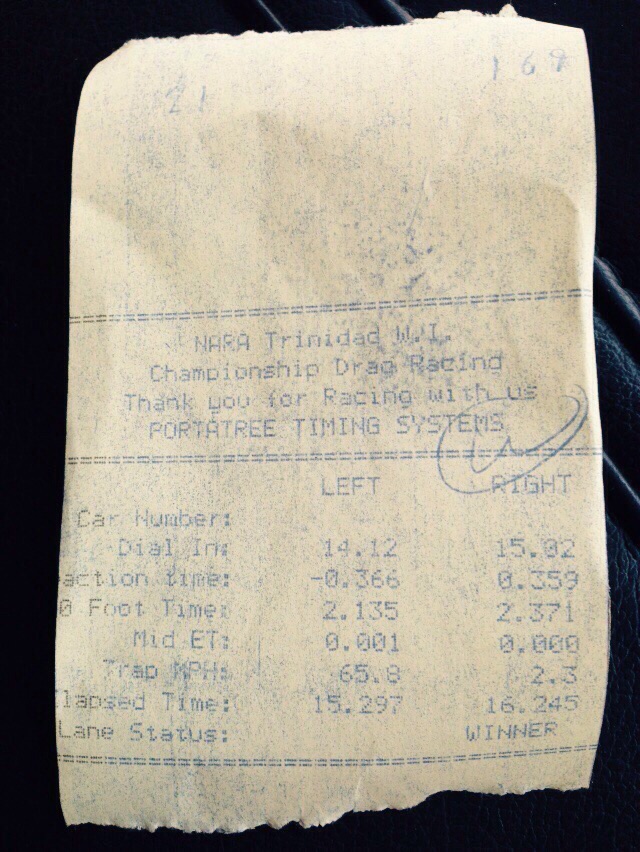 21 169
NARA Trinidad W.I.
Championship Drag Racing
Thank you for Racing with us
PORTATREE TIMING SYSTEMS
LEFT RIGHT
Car Number:
Dial In: 14.12 15.02
action time: -0.366 0.359
0 Foot Time: 2.135 2.371
Mid ET: 0.001 0.000
Trap MPH: 65.8 2.3
lapsed Time: 15.297 16.245
Lane Status: WINNER